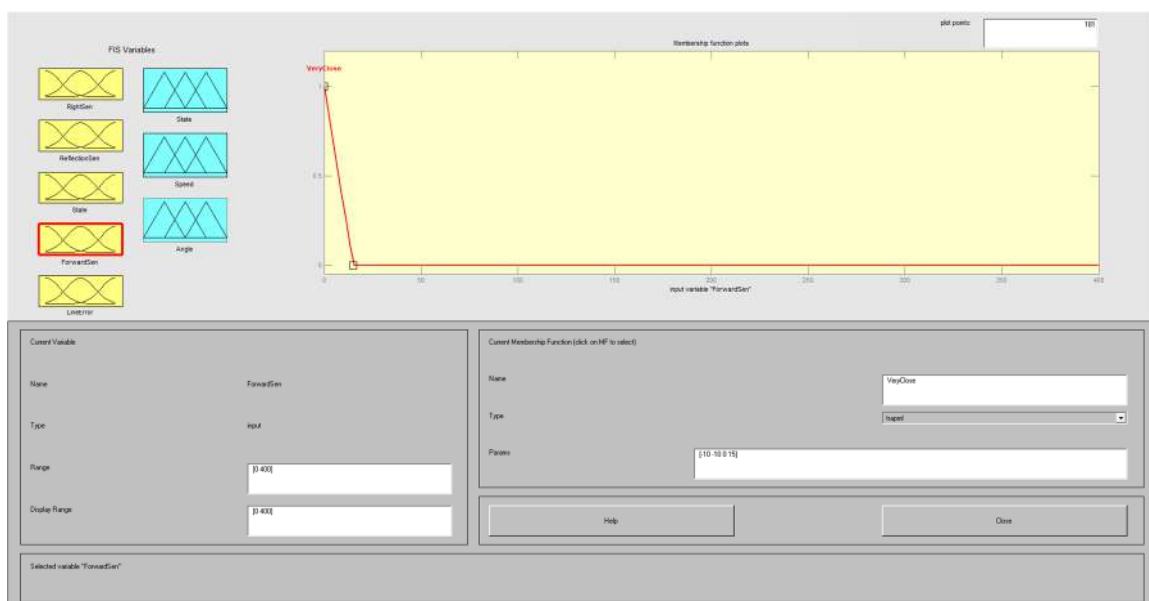 plot points:
181
FIS Variables
Membership function plots
RightSen
ReflectionSen
State
ForwardSen
LineError
State
Speed
Angle
VeryClose
1
0.5
0
0
50
100
150
200
250
300
350
400
input variable "ForwardSen"
Current Variable
Name
ForwardSen
Type
input
Range
[0 400]
Display Range
[0 400]
Current Membership Function (click on MF to select)
Name
VeryClose
Type
trapmf
Params
[-10 -10 0 15]
Help
Close
Selected variable "ForwardSen"